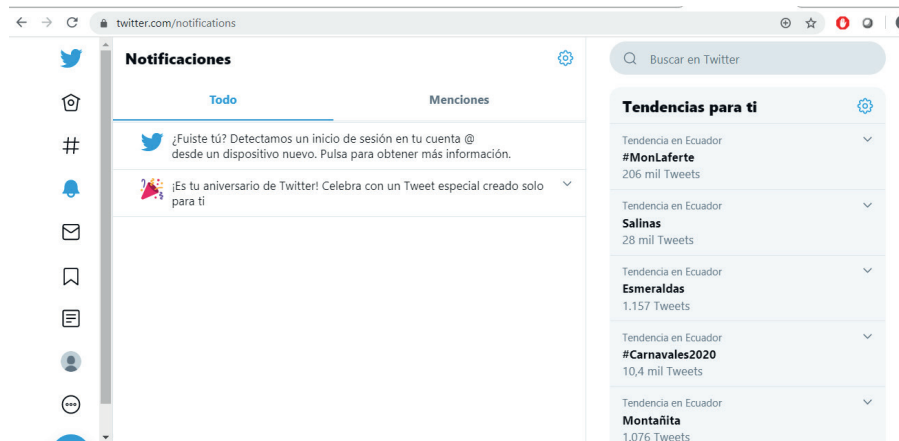 twitter.com/notifications
Notificaciones
Todo
Menciones
¿Fuiste tú? Detectamos un inicio de sesión en tu cuenta @
desde un dispositivo nuevo. Pulsa para obtener más información.
¡Es tu aniversario de Twitter! Celebra con un Tweet especial creado solo
para ti
Buscar en Twitter
Tendencias para ti
Tendencia en Ecuador
#MonLaferte
206 mil Tweets
Tendencia en Ecuador
Salinas
28 mil Tweets
Tendencia en Ecuador
Esmeraldas
1.157 Tweets
Tendencia en Ecuador
#Carnavales2020
10,4 mil Tweets
Tendencia en Ecuador
Montañita
1.076 Tweets